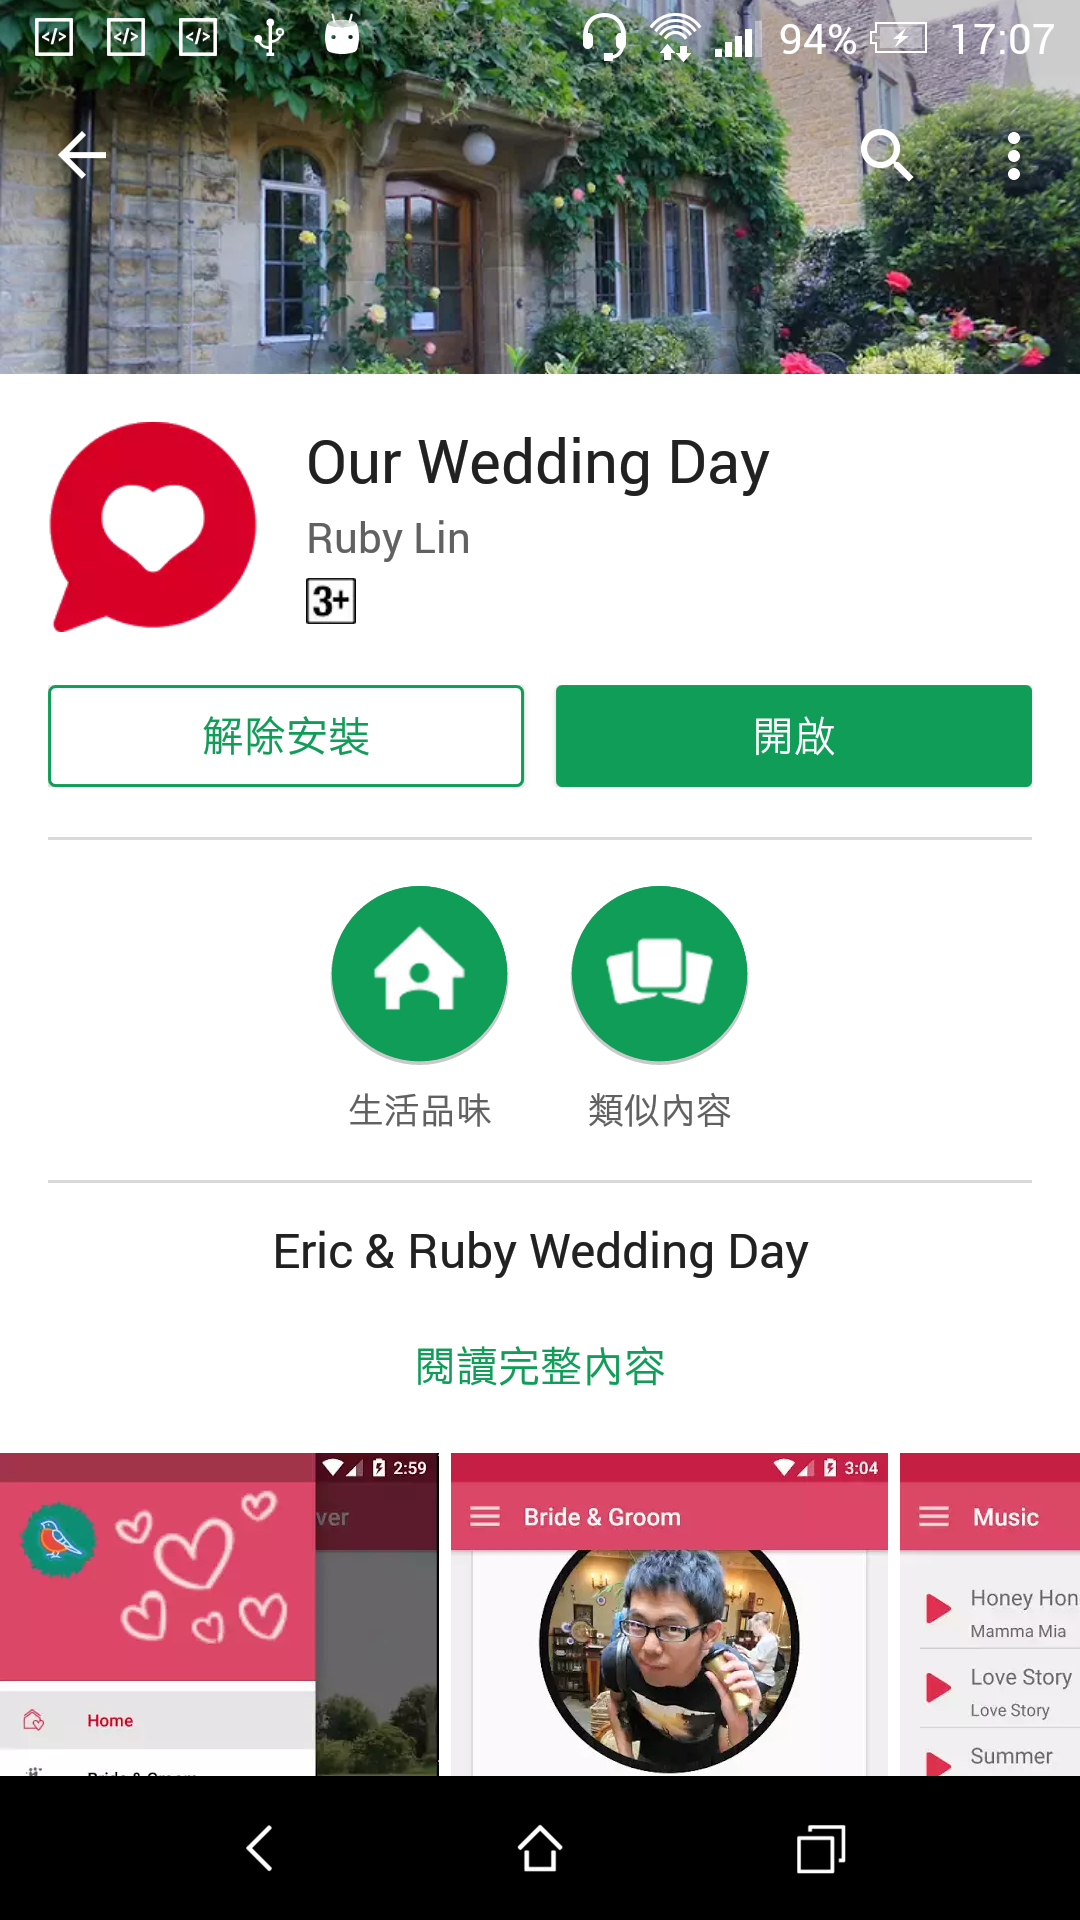 94% 17:07
Our Wedding Day
Ruby Lin
3+
解除安裝
開啟
生活品味
類似內容
Eric & Ruby Wedding Day
閱讀完整內容
2:59
ver
Home
Bride & Groom
3:04
Bride & Groom
Music
Honey Hon
Mamma Mia
Love Story
Love Story
Summer